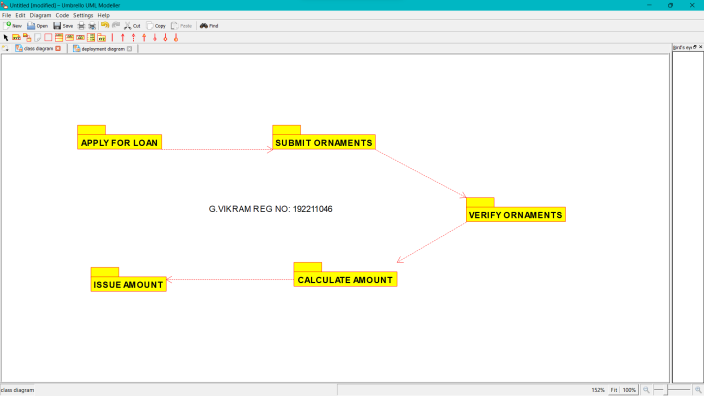 Untitled [modified] - Umbrello UML Modeller
File Edit Diagram Code Settings Help
New Open Save Cut Copy Paste Find
class diagram deployment diagram
Bird's eye
APPLY FOR LOAN SUBMIT ORNAMENTS
G.VIKRAM REG NO: 192211046 VERIFY ORNAMENTS
ISSUE AMOUNT CALCULATE AMOUNT
class diagram 152% Fit 100%